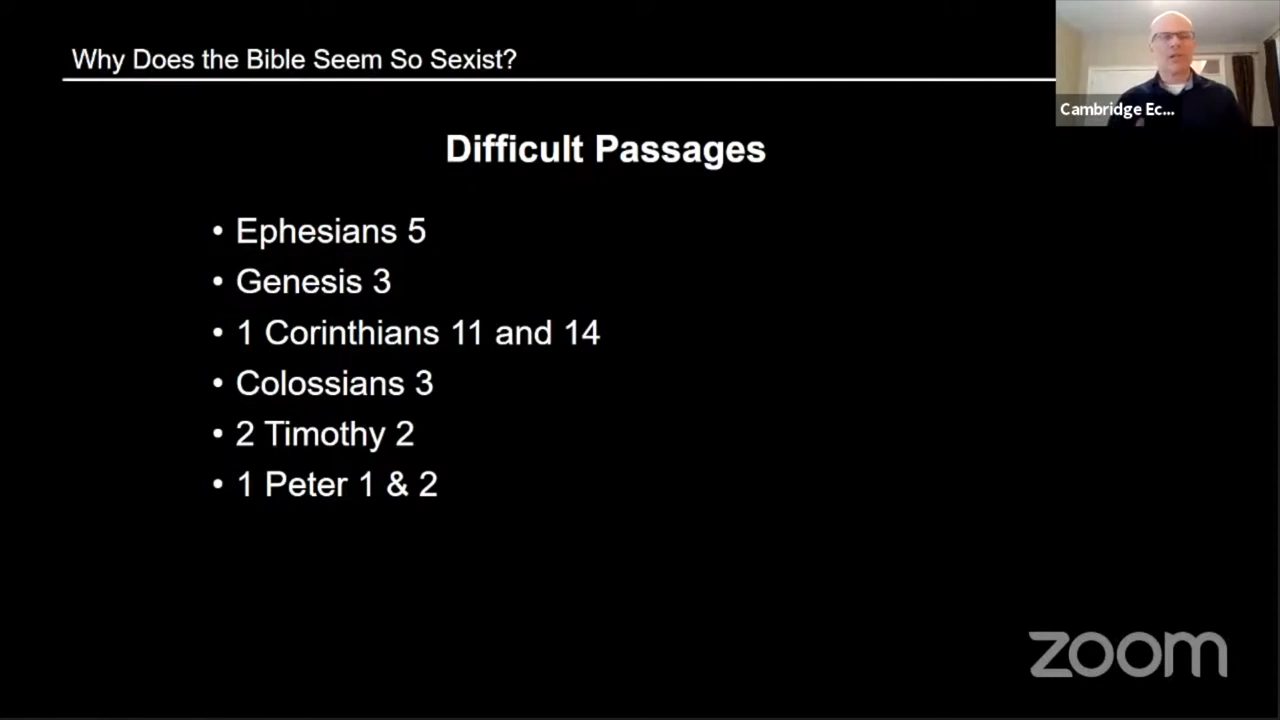 Why Does the Bible Seem So Sexist?
Cambridge Ec...
Difficult Passages
• Ephesians 5
• Genesis 3
• 1 Corinthians 11 and 14
• Colossians 3
• 2 Timothy 2
• 1 Peter 1 & 2
zoom